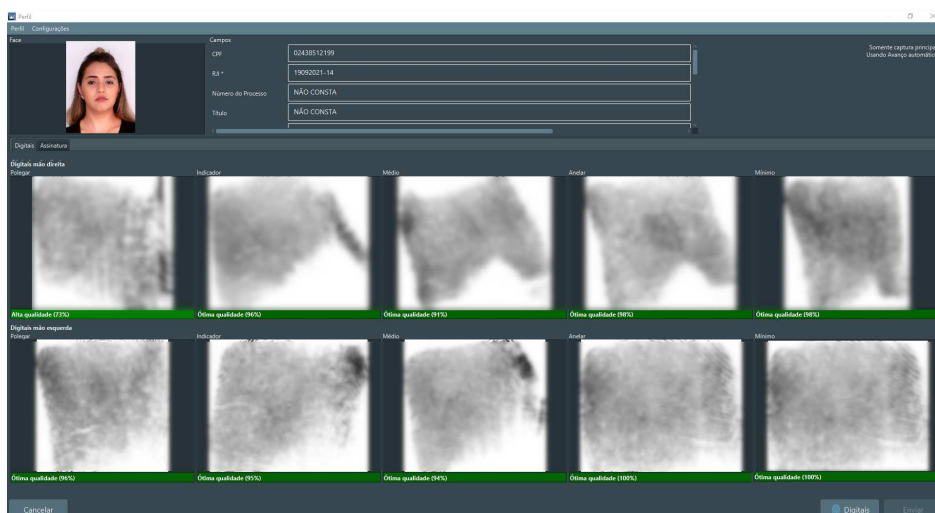 Perfil
Perfil Configurações
Face
Campos
CPF
02438512199
RJI *
19092021-14
Número do Processo
NÃO CONSTA
Título
NÃO CONSTA
Somente captura principa
Usando Avanço automátic
Digitais Assinatura
Digitais mão direita
Polegar Indicador Médio Anelar Mínimo
Alta qualidade (73%) Ótima qualidade (96%) Ótima qualidade (91%) Ótima qualidade (98%) Ótima qualidade (98%)
Digitais mão esquerda
Polegar Indicador Médio Anelar Mínimo
Ótima qualidade (96%) Ótima qualidade (95%) Ótima qualidade (94%) Ótima qualidade (100%) Ótima qualidade (100%)
Cancelar Digitais Enviar